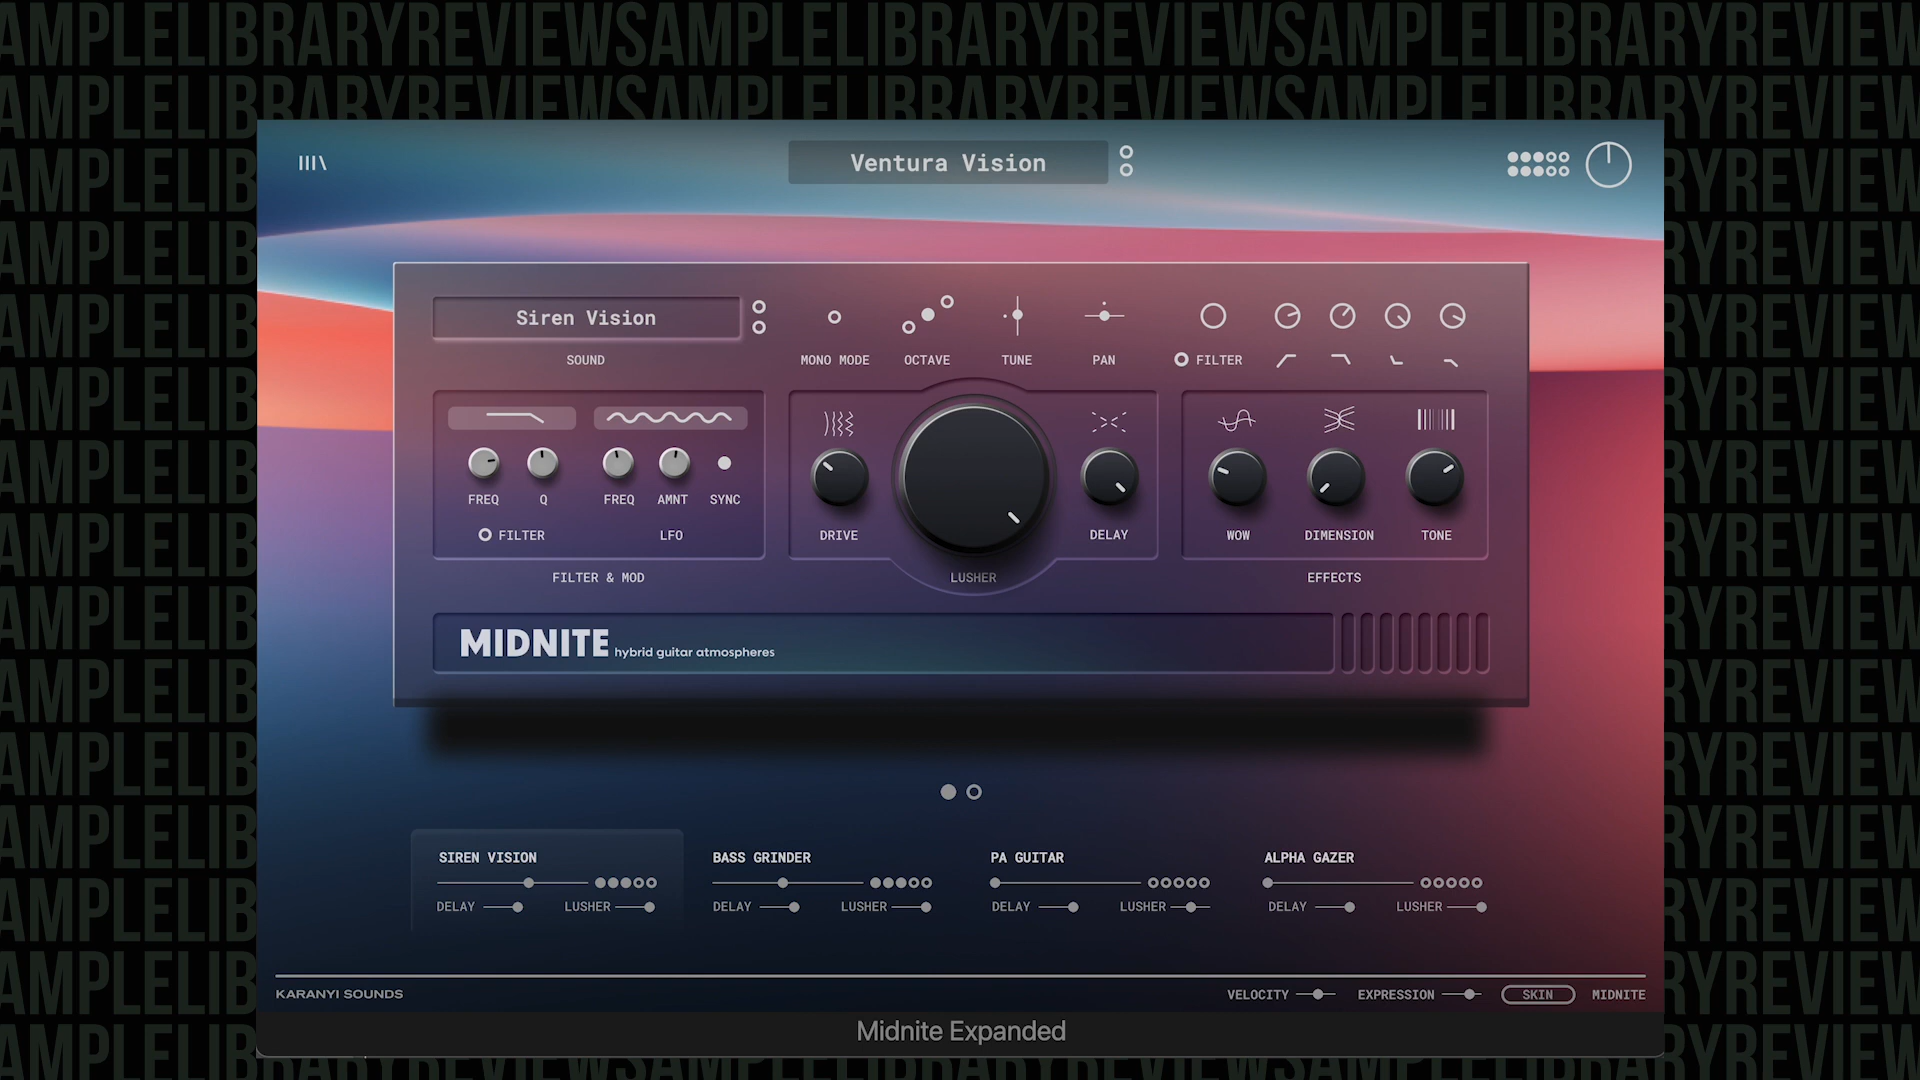 AMPLELIBRARYREVIEWSAMPLELIBRARYREVIEWSAMPLELIBRARYREVIEW
AMPLELIBRARYREVIEWSAMPLELIBRARYREVIEWSAMPLELIBRARYREVIEW
Ventura Vision
Siren Vision
SOUND
MONO MODE
OCTAVE
TUNE
PAN
FILTER
FREQ
Q
FREQ
AMNT
SYNC
FILTER
LFO
FILTER & MOD
DRIVE
DELAY
LUSHER
WOW
DIMENSION
TONE
EFFECTS
MIDNITE hybrid guitar atmospheres
SIREN VISION
DELAY
LUSHER
BASS GRINDER
DELAY
LUSHER
PA GUITAR
DELAY
LUSHER
ALPHA GAZER
DELAY
LUSHER
KARANYI SOUNDS
VELOCITY
EXPRESSION
SKIN
MIDNITE
Midnite Expanded